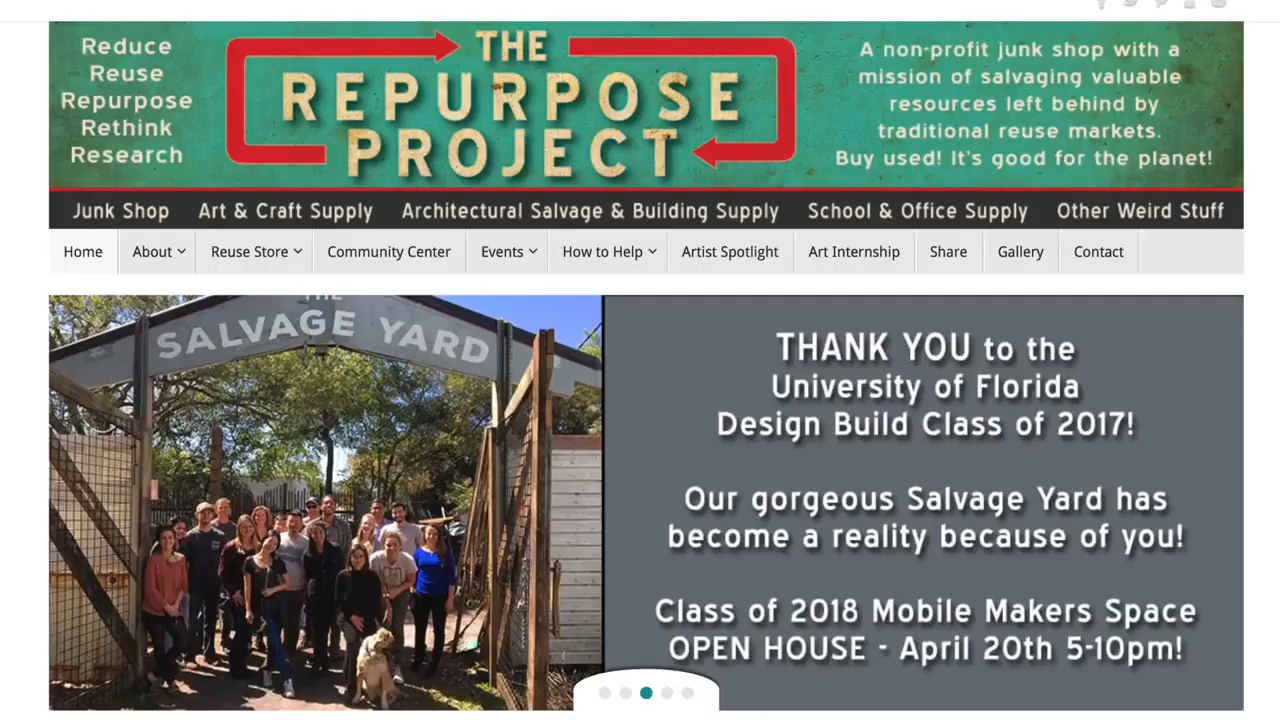 Reduce
Reuse
Repurpose
Rethink
Research
THE
REPURPOSE
PROJECT
A non-profit junk shop with a
mission of salvaging valuable
resources left behind by
traditional reuse markets.
Buy used! It's good for the planet!
Junk Shop Art & Craft Supply Architectural Salvage & Building Supply School & Office Supply Other Weird Stuff
Home About Reuse Store Community Center Events How to Help Artist Spotlight Art Internship Share Gallery Contact
THE
SALVAGE YARD
THANK YOU to the
University of Florida
Design Build Class of 2017!
Our gorgeous Salvage Yard has
become a reality because of you!
Class of 2018 Mobile Makers Space
OPEN HOUSE - April 20th 5-10pm!